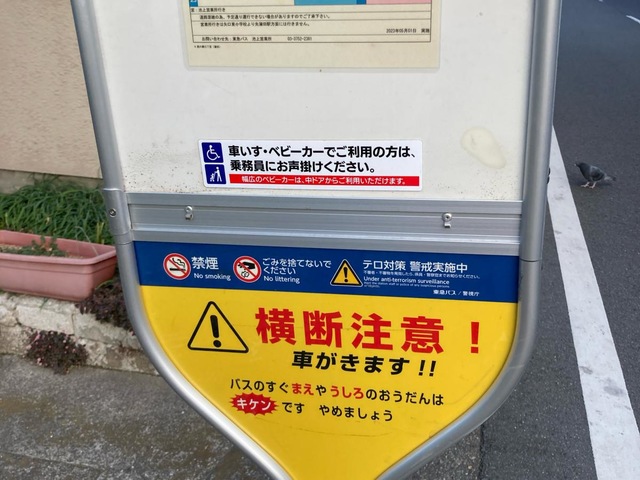 車いす・ベビーカーでご利用の方は、
乗務員にお声掛けください。
幅広のベビーカーは、中ドアからご利用いただけます。
禁煙
No smoking
ごみを捨てないで
ください
No littering
テロ対策 警戒実施中
Under anti-terrorism surveillance
東急バス / 警視庁
横断注意!
車がきます!!
バスのすぐまえやうしろのおうだんは
キケンです やめましょう